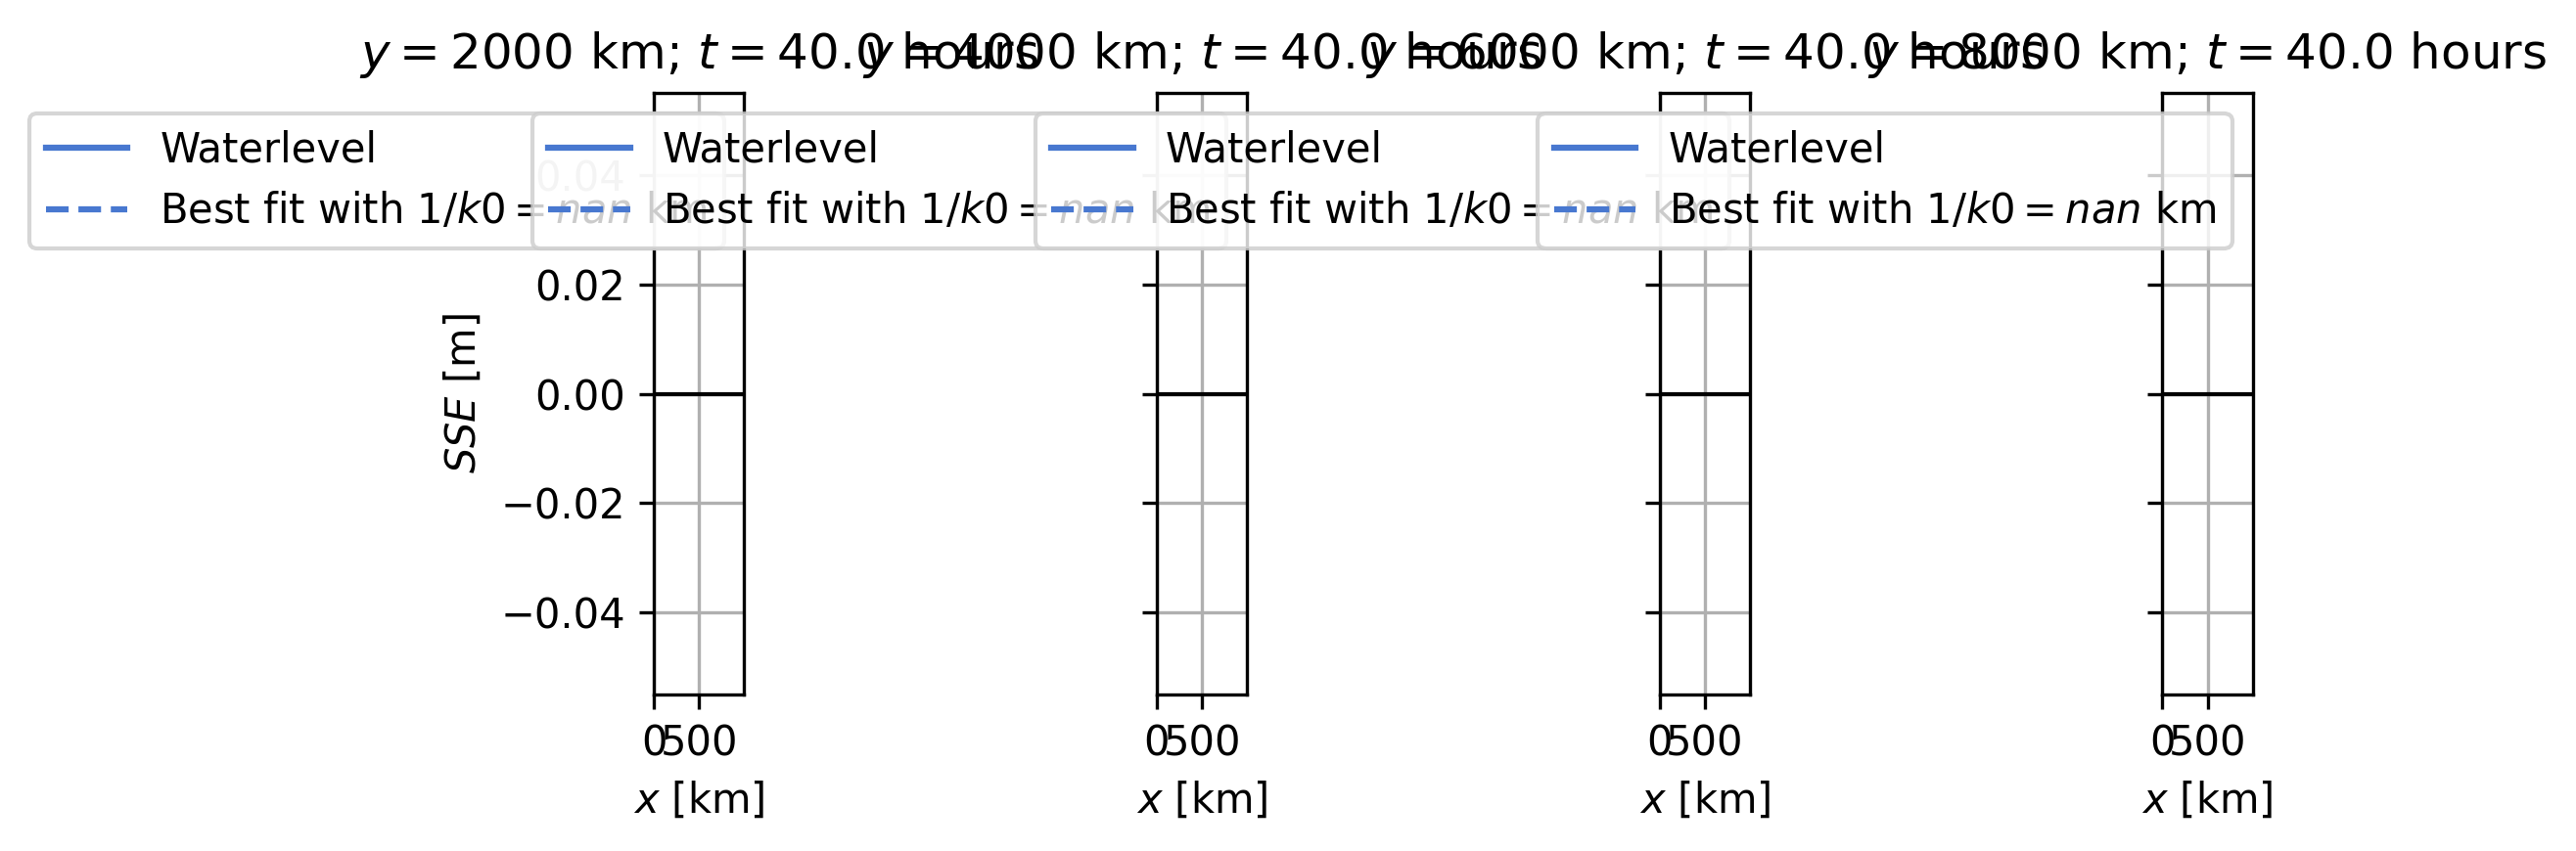 y = 2000 km; t = 40.0 hours
y = 4000 km; t = 40.0 hours
y = 6000 km; t = 40.0 hours
y = 8000 km; t = 40.0 hours
Waterlevel
Best fit with 1/k0 = nan km
Waterlevel
Best fit with 1/k0 = nan km
Waterlevel
Best fit with 1/k0 = nan km
Waterlevel
Best fit with 1/k0 = nan km
SSE [m]
0.04
0.02
0.00
−0.02
−0.04
0 500
x [km]
0 500
x [km]
0 500
x [km]
0 500
x [km]